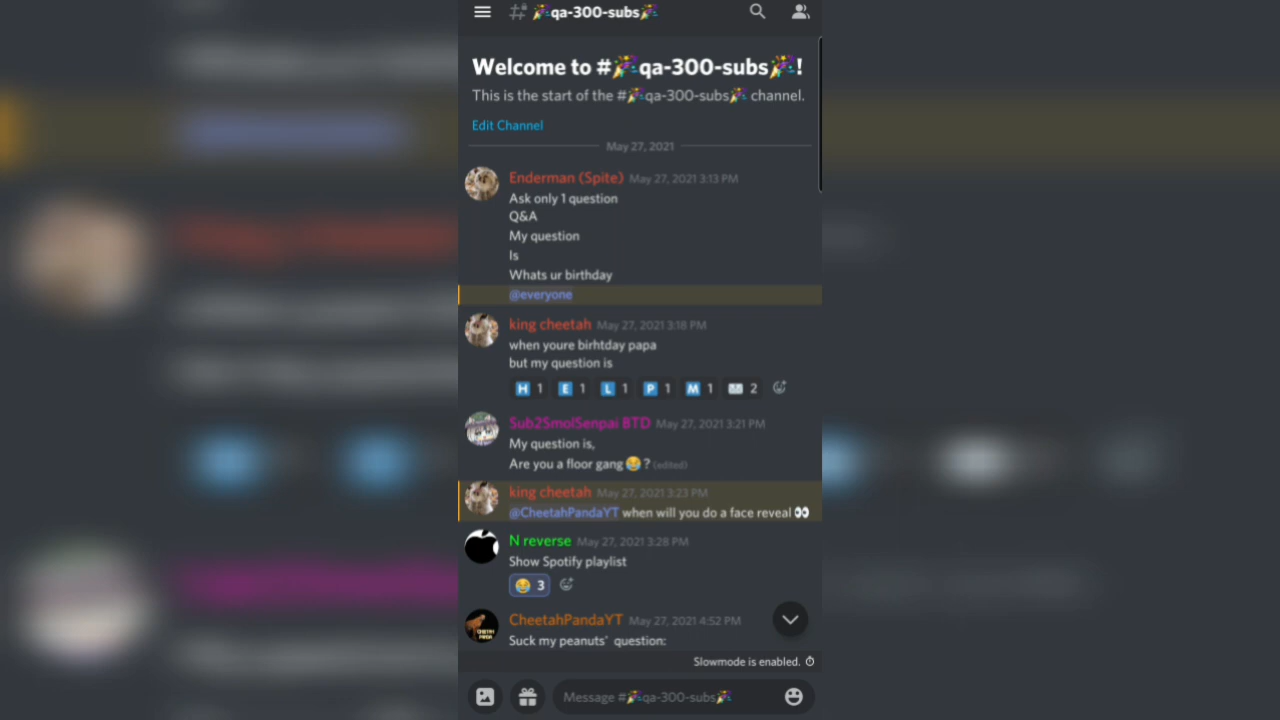 #🎉qa-300-subs🎉
Welcome to #🎉qa-300-subs🎉!
This is the start of the #🎉qa-300-subs🎉 channel.
Edit Channel
May 27, 2021
Enderman (Spite) May 27, 2021 3:13 PM
Ask only 1 question
Q&A
My question
Is
Whats ur birthday
@everyone
king cheetah May 27, 2021 3:18 PM
when youre birhtday papa
but my question is
H 1 E 1 L 1 P 1 M 1 2
Sub2SmolSenpai BTD May 27, 2021 3:21 PM
My question is,
Are you a floor gang😂? (edited)
king cheetah May 27, 2021 3:23 PM
@CheetahPandaYT when will you do a face reveal👀
N reverse May 27, 2021 3:28 PM
Show Spotify playlist
😂 3
CheetahPandaYT May 27, 2021 4:52 PM
CHEETAH
PANDA
Suck my peanuts' question:
Slowmode is enabled.
Message #🎉qa-300-subs🎉